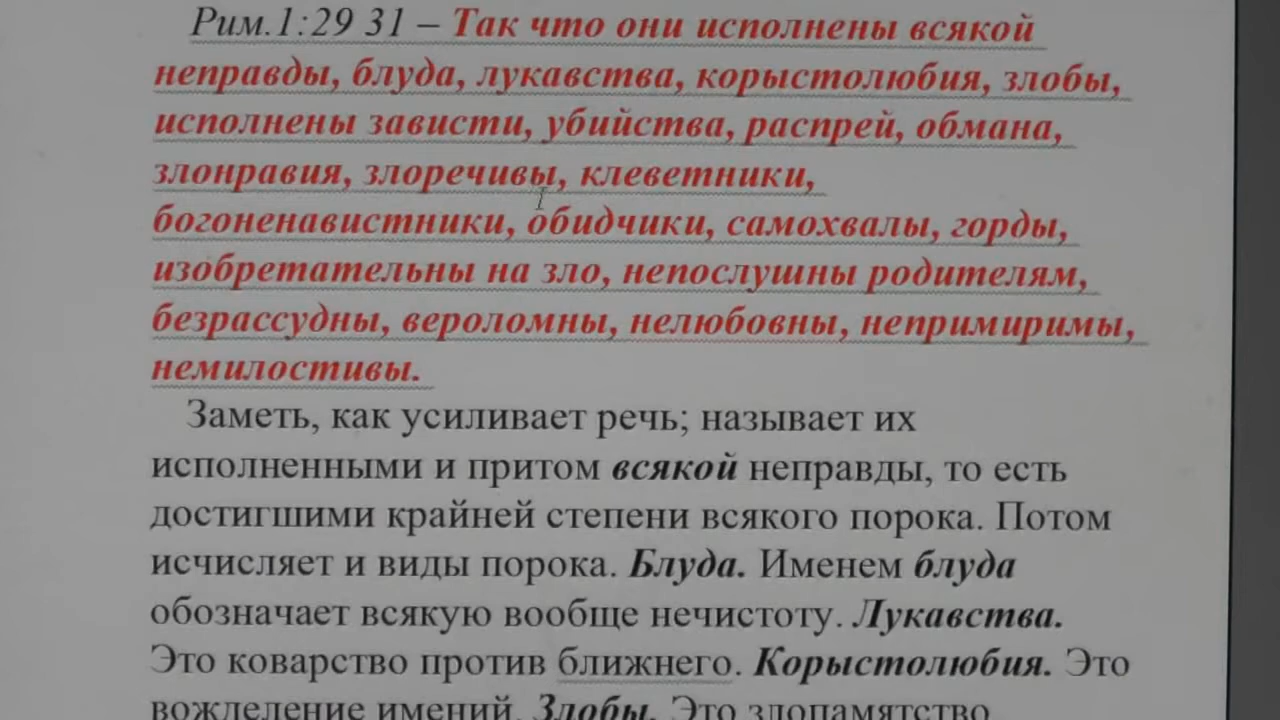 Рим.1:29 31 – Так что они исполнены всякой
неправды, блуда, лукавства, корыстолюбия, злобы,
исполнены зависти, убийства, распрей, обмана,
злонравия, злоречивы, клеветники,
богоненавистники, обидчики, самохвалы, горды,
изобретательны на зло, непослушны родителям,
безрассудны, вероломны, нелюбовны, непримиримы,
немилостивы.
Заметь, как усиливает речь; называет их
исполненными и притом всякой неправды, то есть
достигшими крайней степени всякого порока. Потом
исчисляет и виды порока. Блуда. Именем блуда
обозначает всякую вообще нечистоту. Лукавства.
Это коварство против ближнего. Корыстолюбия. Это
вожделение имений. Злобы. Это злопамятство